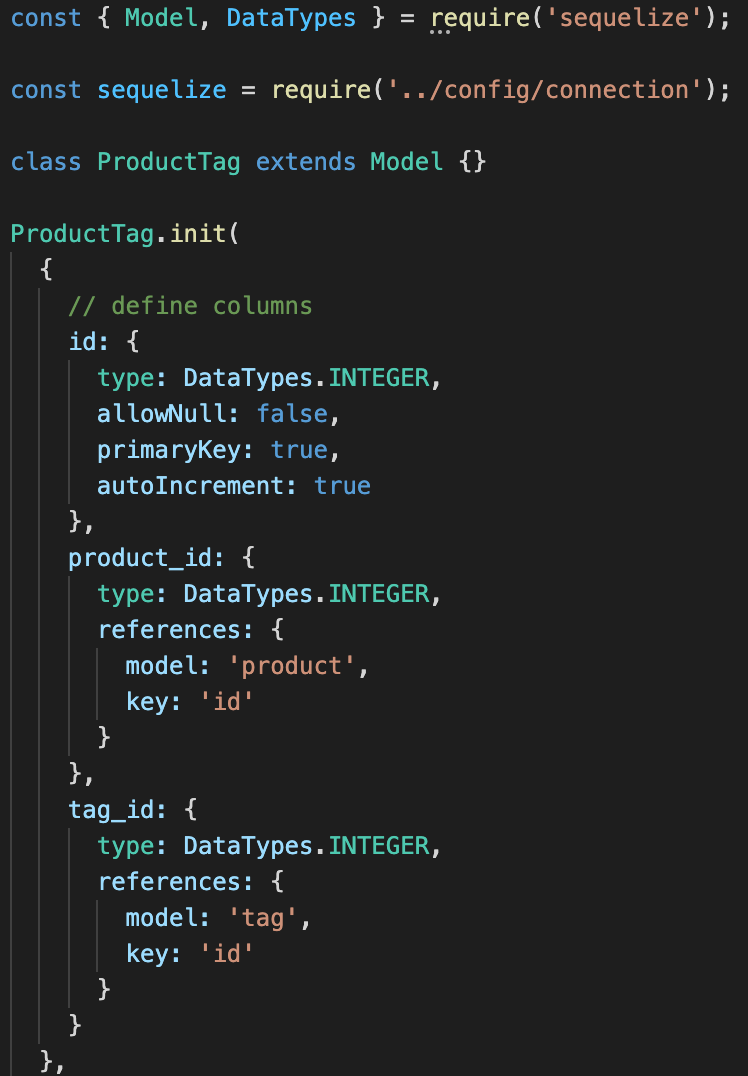 const { Model, DataTypes } = require('sequelize');
const sequelize = require('../config/connection');
class ProductTag extends Model {}
ProductTag.init(
  {
    // define columns
    id: {
      type: DataTypes.INTEGER,
      allowNull: false,
      primaryKey: true,
      autoIncrement: true
    },
    product_id: {
      type: DataTypes.INTEGER,
      references: {
        model: 'product',
        key: 'id'
      }
    },
    tag_id: {
      type: DataTypes.INTEGER,
      references: {
        model: 'tag',
        key: 'id'
      }
    }
  },